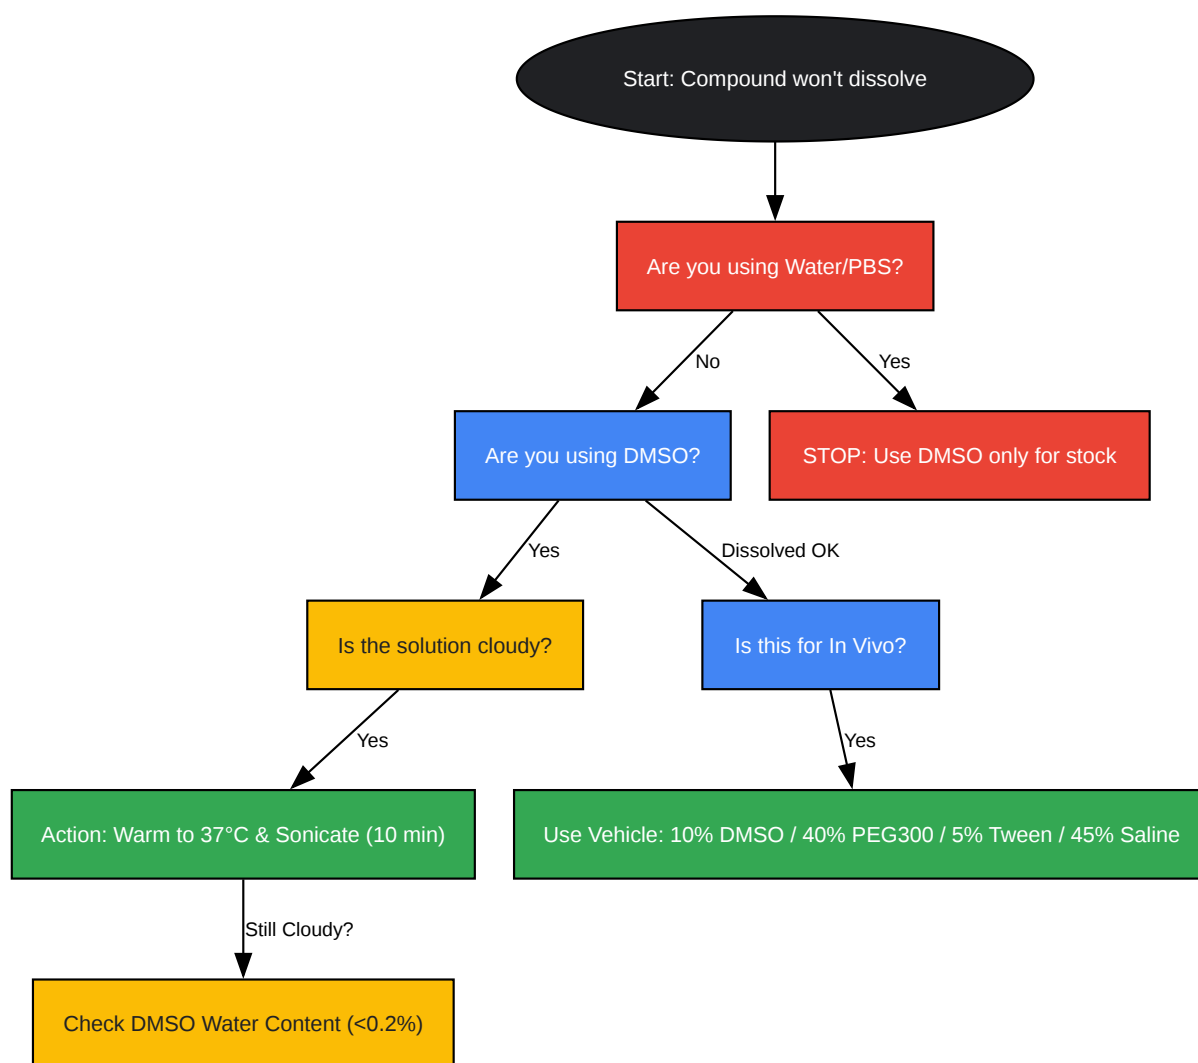 Start: Compound won't dissolve
Are you using Water/PBS?
No
Yes
Are you using DMSO?
STOP: Use DMSO only for stock
Yes
Dissolved OK
Is the solution cloudy?
Is this for In Vivo?
Yes
Yes
Action: Warm to 37°C & Sonicate (10 min)
Use Vehicle: 10% DMSO / 40% PEG300 / 5% Tween / 45% Saline
Still Cloudy?
Check DMSO Water Content (<0.2%)